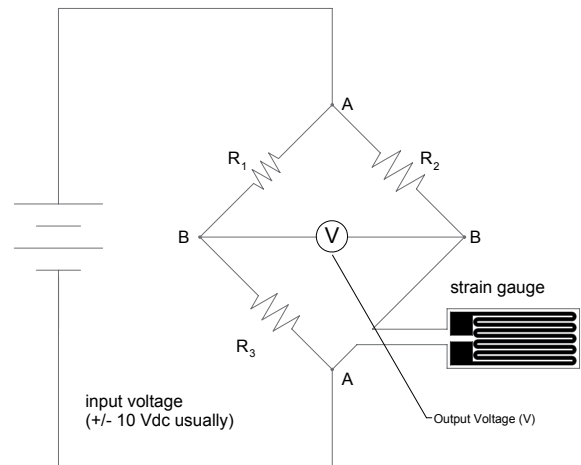 A
R1
R2
B
V
B
strain gauge
R3
A
input voltage
(+/- 10 Vdc usually)
Output Voltage (V)